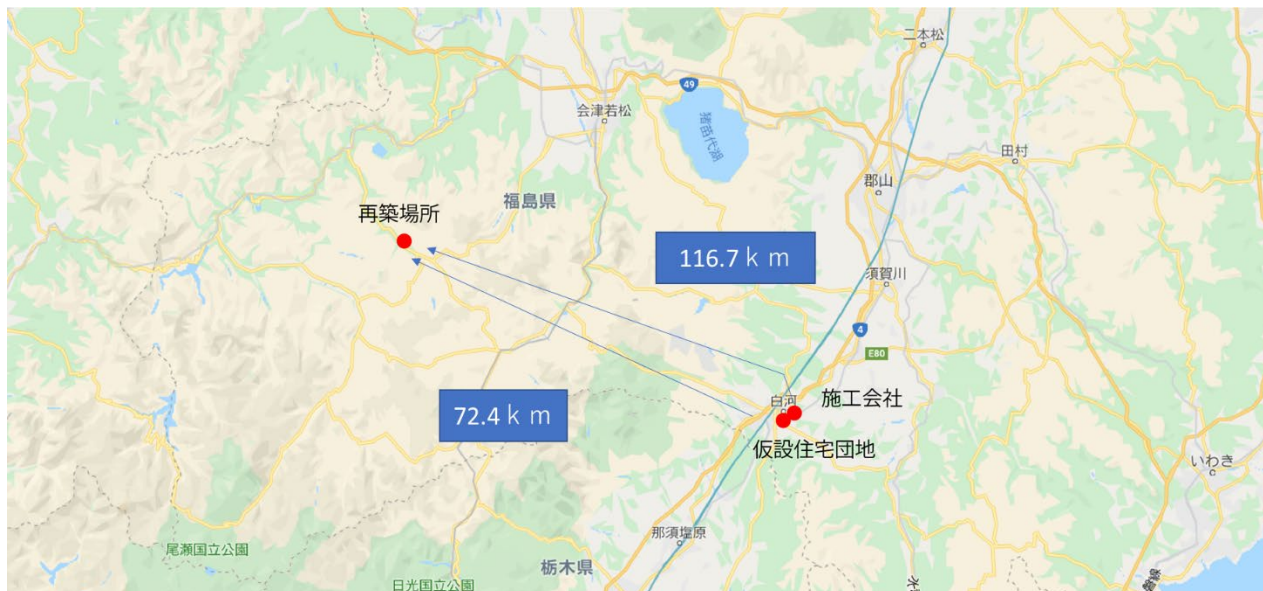 二本松
49
会津若松
猪苗代湖
田村
郡山
福島県
再築場所
116.7ｋｍ
須賀川
4
E80
72.4ｋｍ
白河
施工会社
仮設住宅団地
いわき
那須塩原
尾瀬国立公園
栃木県
日光国立公園
水
磐線